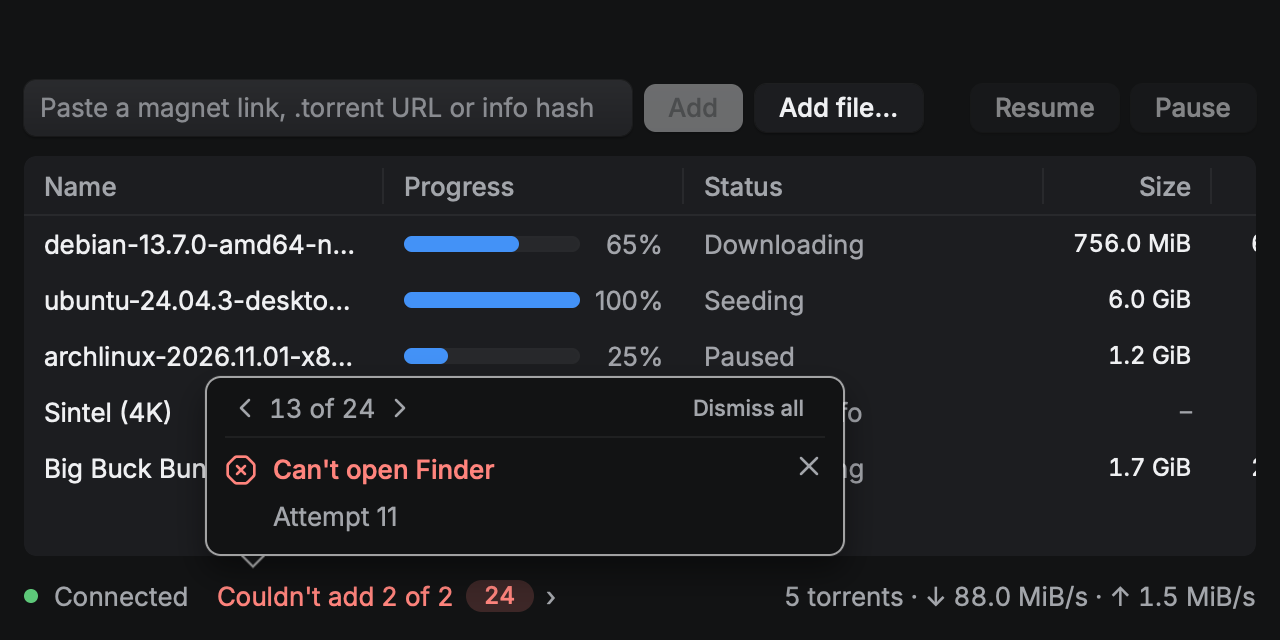 Paste a magnet link, .torrent URL or info hash Add Add file... Resume Pause
Name Progress Status Size
debian-13.7.0-amd64-n... 65% Downloading 756.0 MiB
ubuntu-24.04.3-deskto... 100% Seeding 6.0 GiB
archlinux-2026.11.01-x8... 25% Paused 1.2 GiB
Sintel (4K) –
13 of 24 Dismiss all
Big Buck Bun 1.7 GiB
Can't open Finder
Attempt 11
Connected Couldn't add 2 of 2 24 › 5 torrents · ↓ 88.0 MiB/s · ↑ 1.5 MiB/s